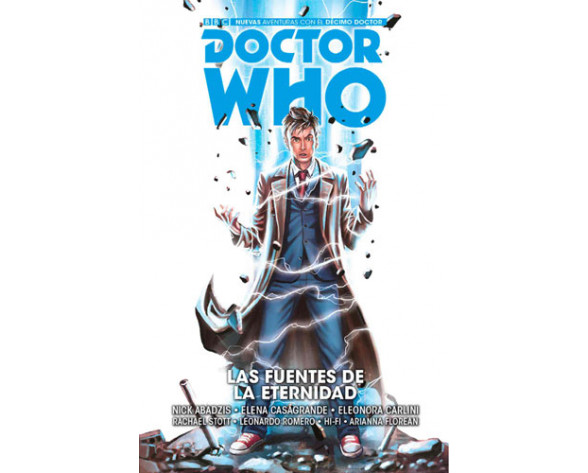 BBC NUEVAS AVENTURAS CON EL DÉCIMO DOCTOR
DOCTOR
WHO
LAS FUENTES DE
LA ETERNIDAD
NICK ABADZIS • ELENA CASAGRANDE • ELEONORA CARLINI
RACHAEL STOTT • LEONARDO ROMERO • HI-FI • ARIANNA FLOREAN